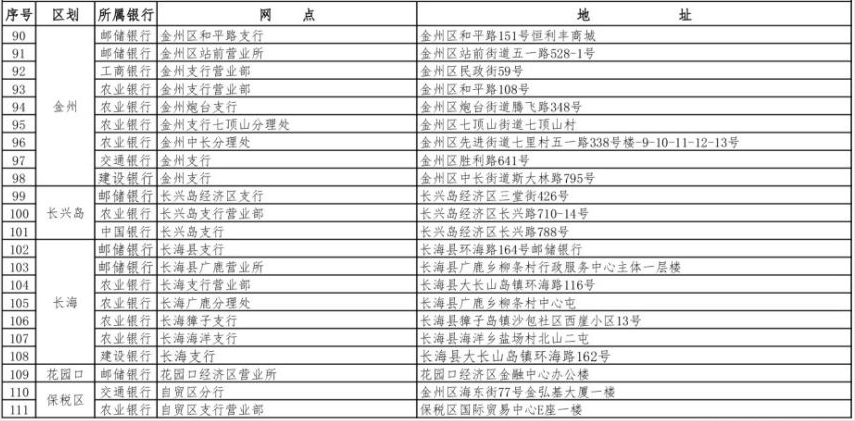 序号 区划 所属银行 网 点 地 址
90 邮储银行 金州区和平路支行 金州区和平路151号恒利丰商城
91 邮储银行 金州区站前营业所 金州区站前街道五一路528-1号
92 工商银行 金州支行营业部 金州区民政街59号
93 农业银行 金州支行营业部 金州区和平路108号
94 金州 农业银行 金州炮台支行 金州区炮台街道腾飞路348号
95 农业银行 金州支行七顶山分理处 金州区七顶山街道七顶山村
96 农业银行 金州中长分理处 金州区先进街道七里村五一路338号楼-9-10-11-12-13号
97 交通银行 金州支行 金州区胜利路641号
98 建设银行 金州支行 金州区中长街道斯大林路795号
99 邮储银行 长兴岛经济区支行 长兴岛经济区三堂街426号
100 长兴岛 农业银行 长兴岛支行营业部 长兴岛经济区长兴路710-14号
101 中国银行 长兴岛支行 长兴岛经济区长兴路788号
102 邮储银行 长海县支行 长海县环海路164号邮储银行
103 邮储银行 长海县广鹿营业所 长海县广鹿乡柳条村行政服务中心主体一层楼
104 农业银行 长海支行营业部 长海县大长山岛镇环海路116号
105 长海 农业银行 长海广鹿分理处 长海县广鹿乡柳条村中心屯
106 农业银行 长海獐子支行 长海县獐子岛镇沙包社区西崖小区13号
107 农业银行 长海海洋支行 长海县海洋乡盐场村北山二屯
108 建设银行 长海支行 长海县大长山岛镇环海路162号
109 花园口 邮储银行 花园口经济区营业所 花园口经济区金融中心办公楼
110 保税区 交通银行 自贸区分行 金州区海东街77号金弘基大厦一楼
111 农业银行 自贸区支行营业部 保税区国际贸易中心E座一楼